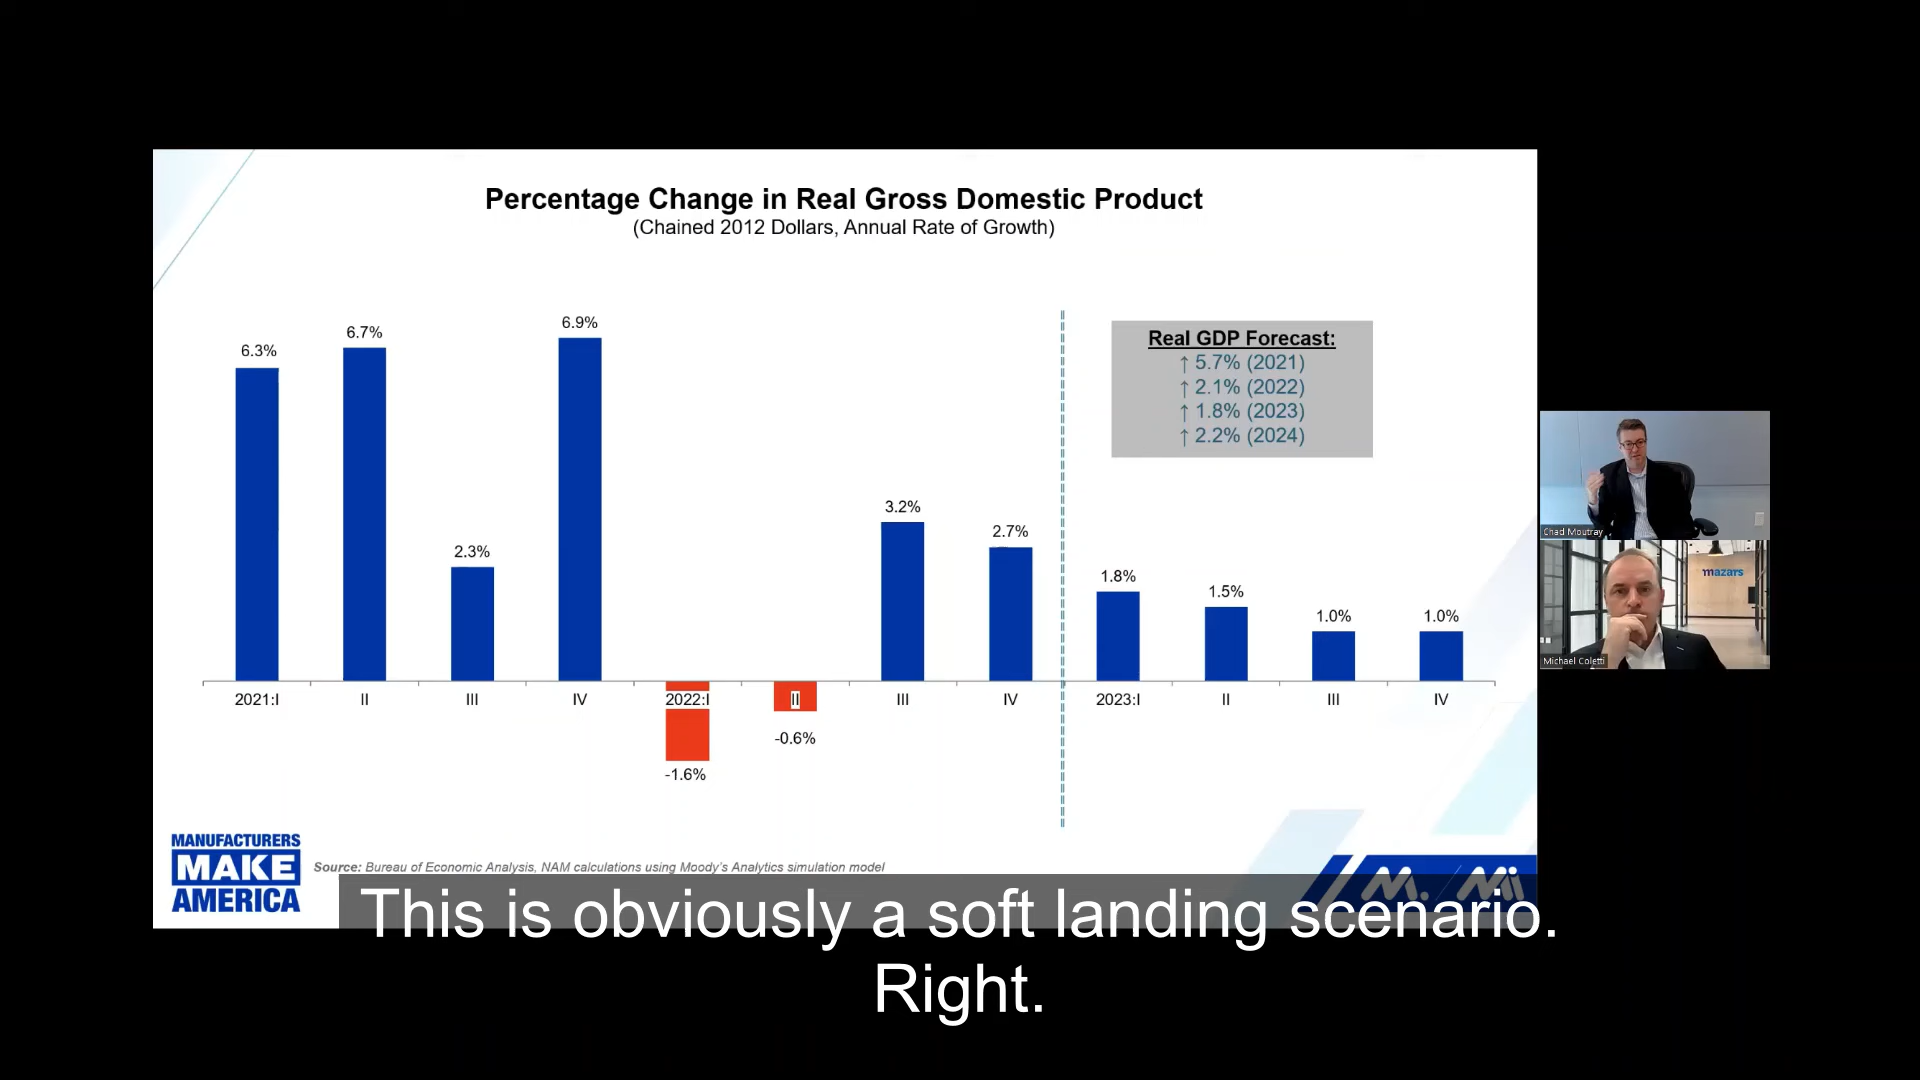 Percentage Change in Real Gross Domestic Product
(Chained 2012 Dollars, Annual Rate of Growth)
6.3%
6.7%
2.3%
6.9%
-1.6%
-0.6%
3.2%
2.7%
1.8%
1.5%
1.0%
1.0%
2021:I
II
III
IV
2022:I
II
III
IV
2023:I
II
III
IV
Real GDP Forecast:
↑ 5.7% (2021)
↑ 2.1% (2022)
↑ 1.8% (2023)
↑ 2.2% (2024)
Chad Moutray
mazars
Michael Coletti
MANUFACTURERS
MAKE
AMERICA
Source: Bureau of Economic Analysis, NAM calculations using Moody's Analytics simulation model
This is obviously a soft landing scenario.
Right.